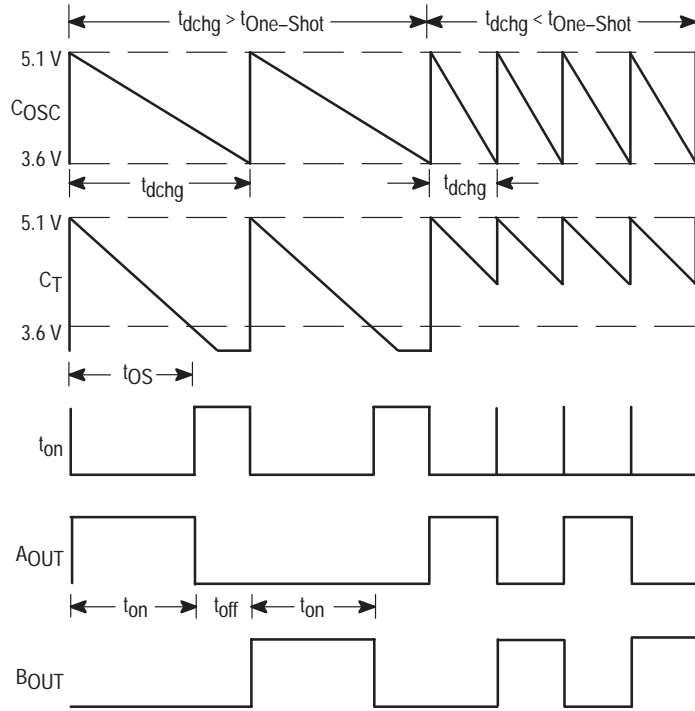 tdchg > tOne–Shot
tdchg < tOne–Shot
5.1 V
COSC
3.6 V
tdchg
tdchg
5.1 V
CT
3.6 V
tOS
ton
AOUT
ton
toff
ton
BOUT